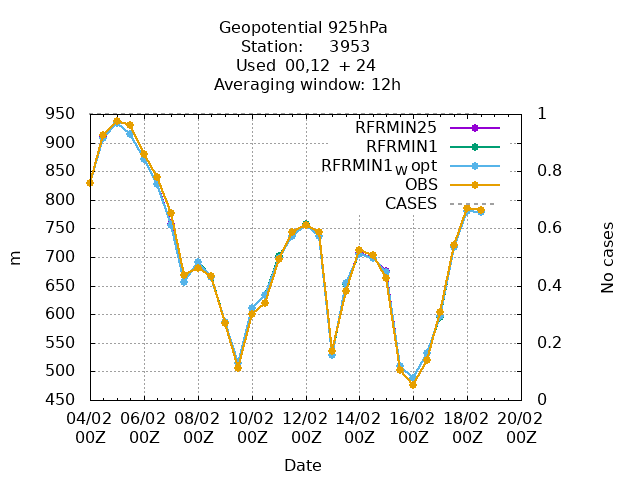 Geopotential 925hPa
Station: 3953
Used 00,12 + 24
Averaging window: 12h
RFRMIN25
RFRMIN1
RFRMIN1wopt
OBS
CASES
950
900
850
800
750
700
650
600
550
500
450
m
1
0.8
0.6
0.4
0.2
0
No cases
04/02 06/02 08/02 10/02 12/02 14/02 16/02 18/02 20/02
00Z 00Z 00Z 00Z 00Z 00Z 00Z 00Z 00Z
Date